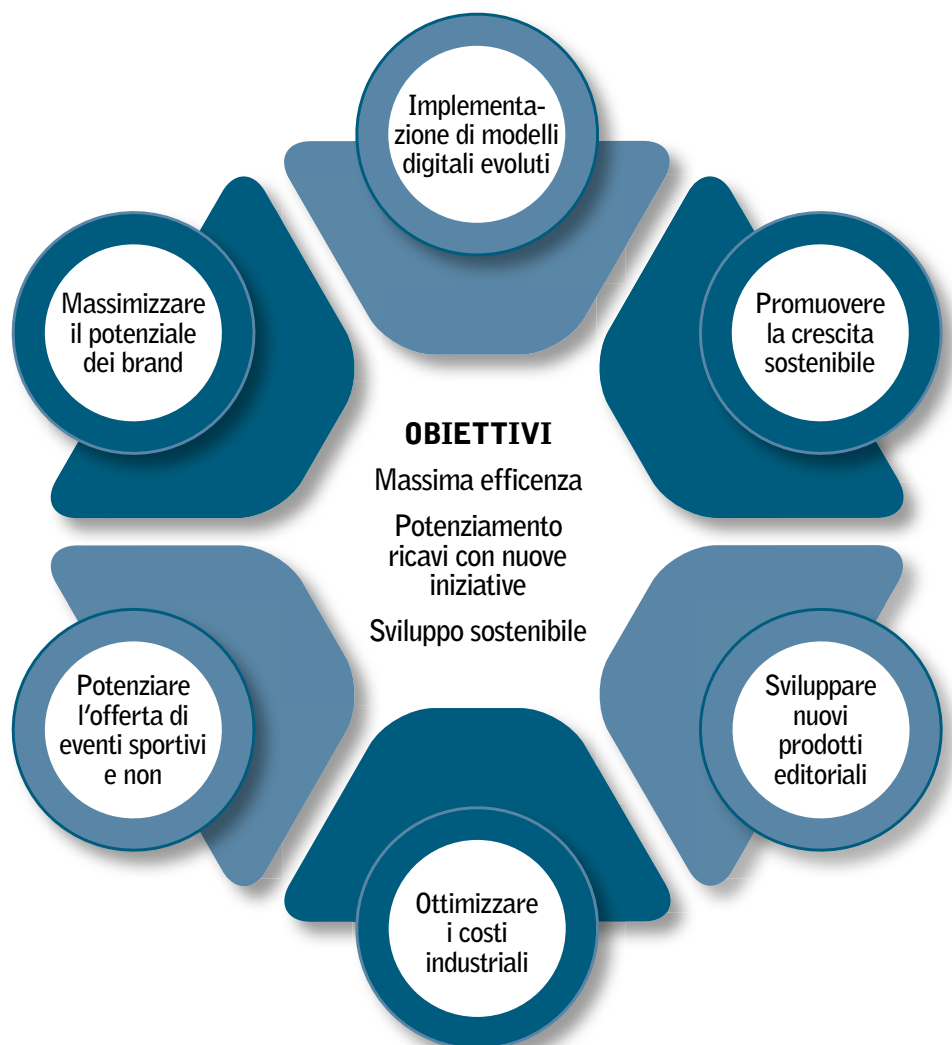 Implementa-
zione di modelli
digitali evoluti
Massimizzare
il potenziale
dei brand
Promuovere
la crescita
sostenibile
OBIETTIVI
Massima efficenza
Potenziamento
ricavi con nuove
iniziative
Sviluppo sostenibile
Potenziare
l'offerta di
eventi sportivi
e non
Sviluppare
nuovi
prodotti
editoriali
Ottimizzare
i costi
industriali